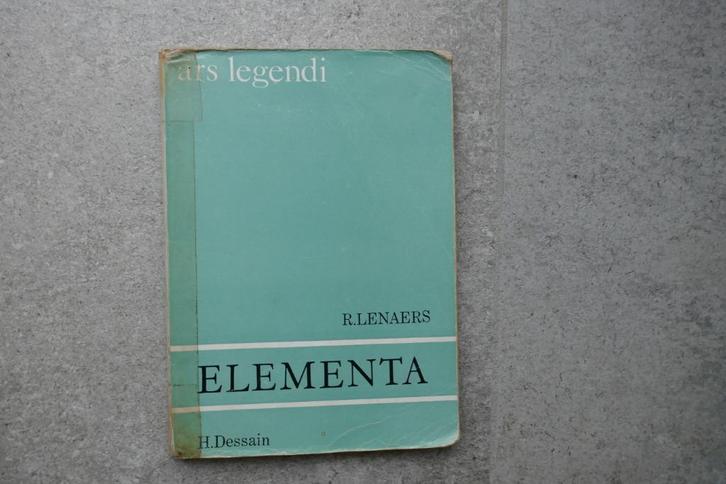 ars legendi
R.LENAERS
ELEMENTA
H.Dessain